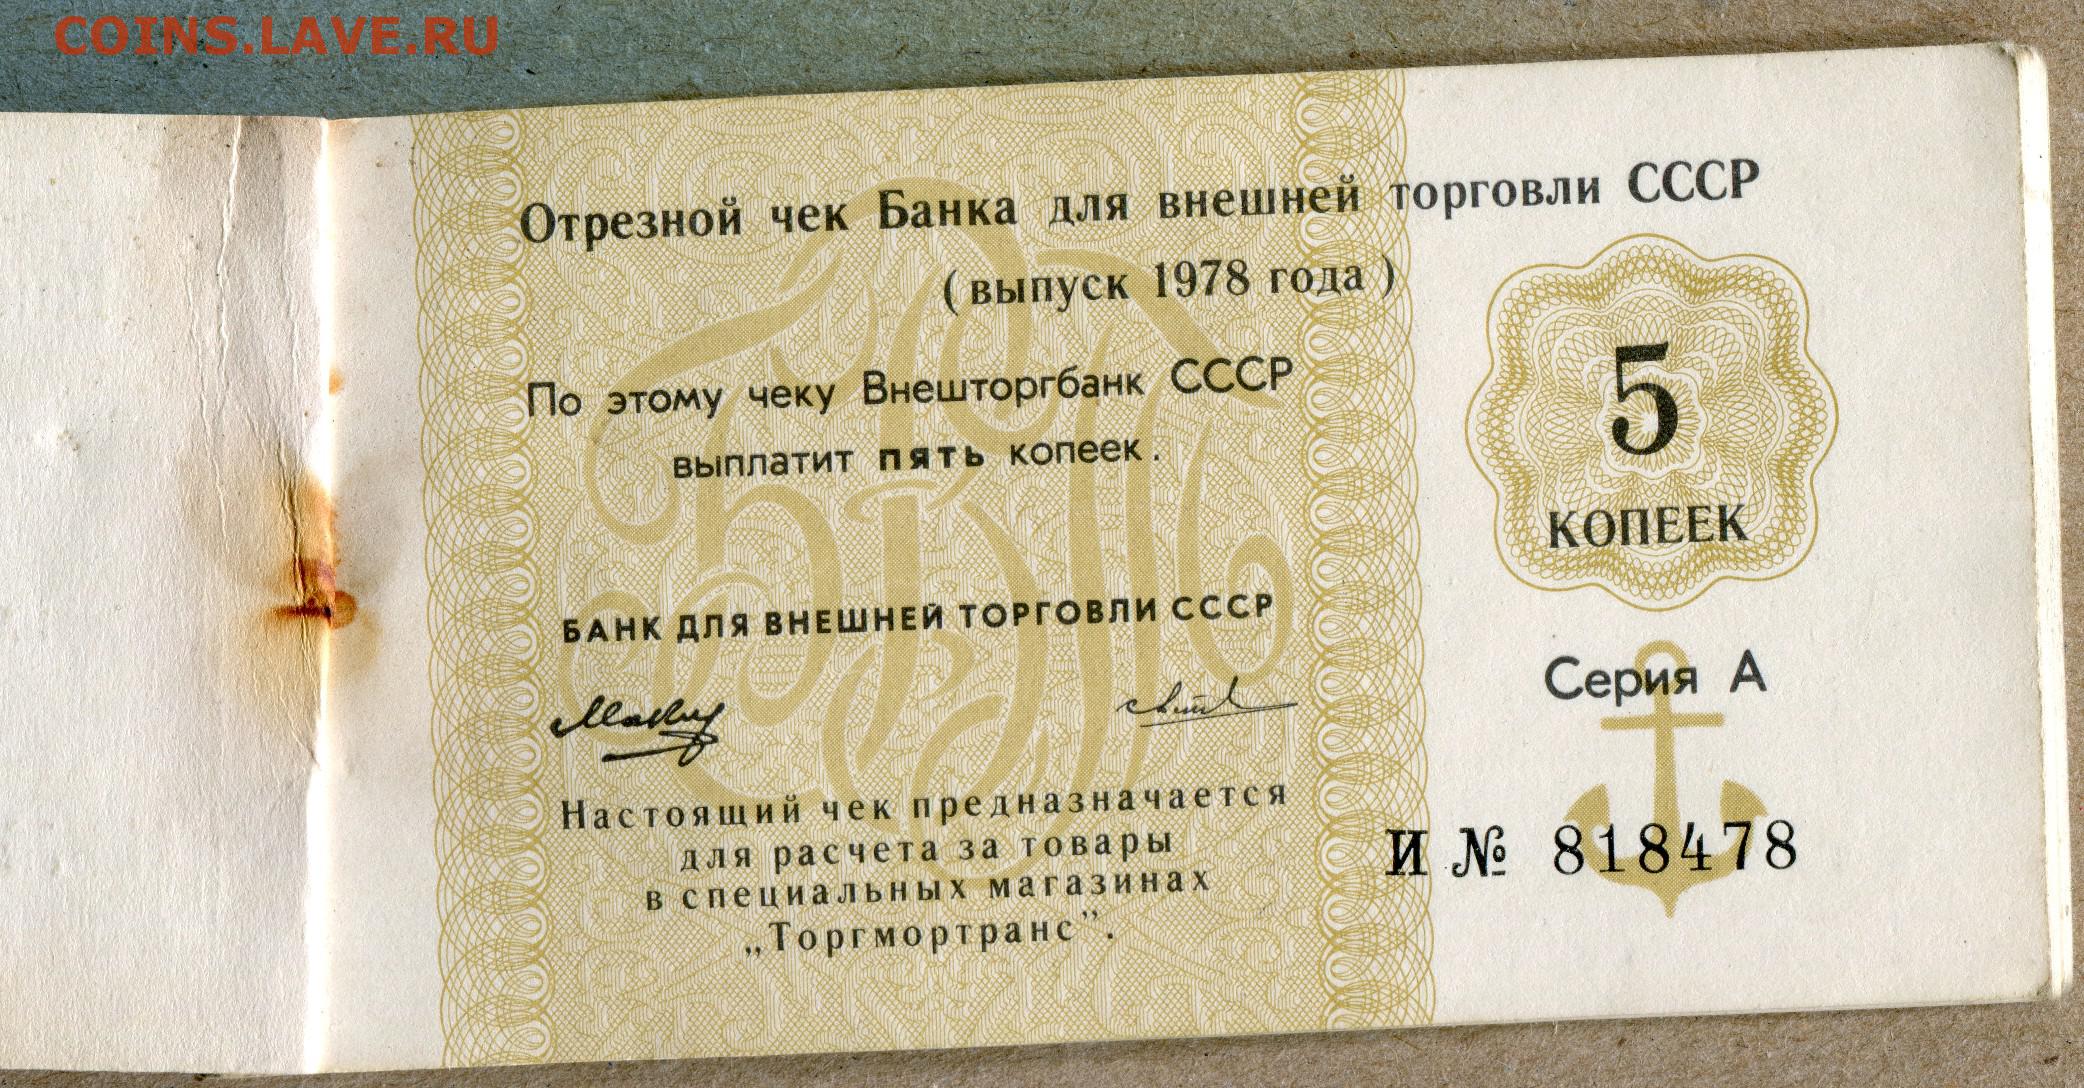 COINS.LAVE.RU
Отрезной чек Банка для внешней торговли СССР
(выпуск 1978 года)
По этому чеку Внешторгбанк СССР
выплатит пять копеек.
БАНК ДЛЯ ВНЕШНЕЙ ТОРГОВЛИ СССР
Настоящий чек предназначается
для расчета за товары
в специальных магазинах
„Торгмортранс”.
5
КОПЕЕК
Серия А
И № 818478